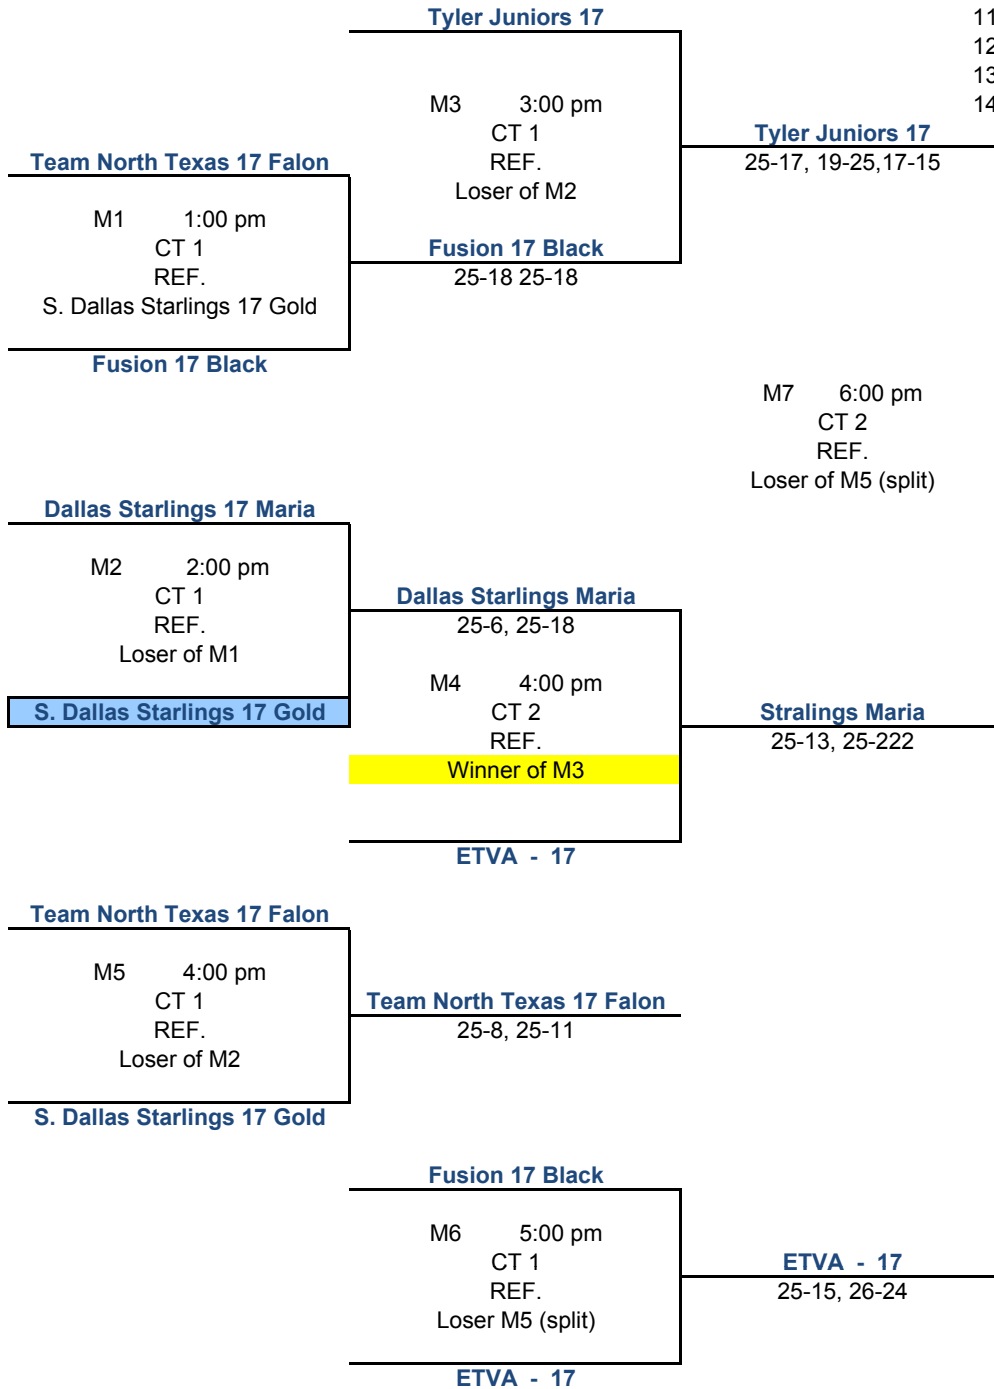 Tyler Juniors 17
11
12
13
M3 3:00 pm
14
CT 1
Tyler Juniors 17
Team North Texas 17 Falon
REF.
25-17, 19-25,17-15
Loser of M2
M1 1:00 pm
CT 1
Fusion 17 Black
REF.
25-18 25-18
S. Dallas Starlings 17 Gold
Fusion 17 Black
M7 6:00 pm
CT 2
REF.
Loser of M5 (split)
Dallas Starlings 17 Maria
M2 2:00 pm
CT 1
Dallas Starlings Maria
REF.
25-6, 25-18
Loser of M1
M4 4:00 pm
S. Dallas Starlings 17 Gold
CT 2
Stralings Maria
REF.
25-13, 25-222
Winner of M3
ETVA - 17
Team North Texas 17 Falon
M5 4:00 pm
CT 1
Team North Texas 17 Falon
REF.
25-8, 25-11
Loser of M2
S. Dallas Starlings 17 Gold
Fusion 17 Black
M6 5:00 pm
CT 1
ETVA - 17
REF.
25-15, 26-24
Loser M5 (split)
ETVA - 17